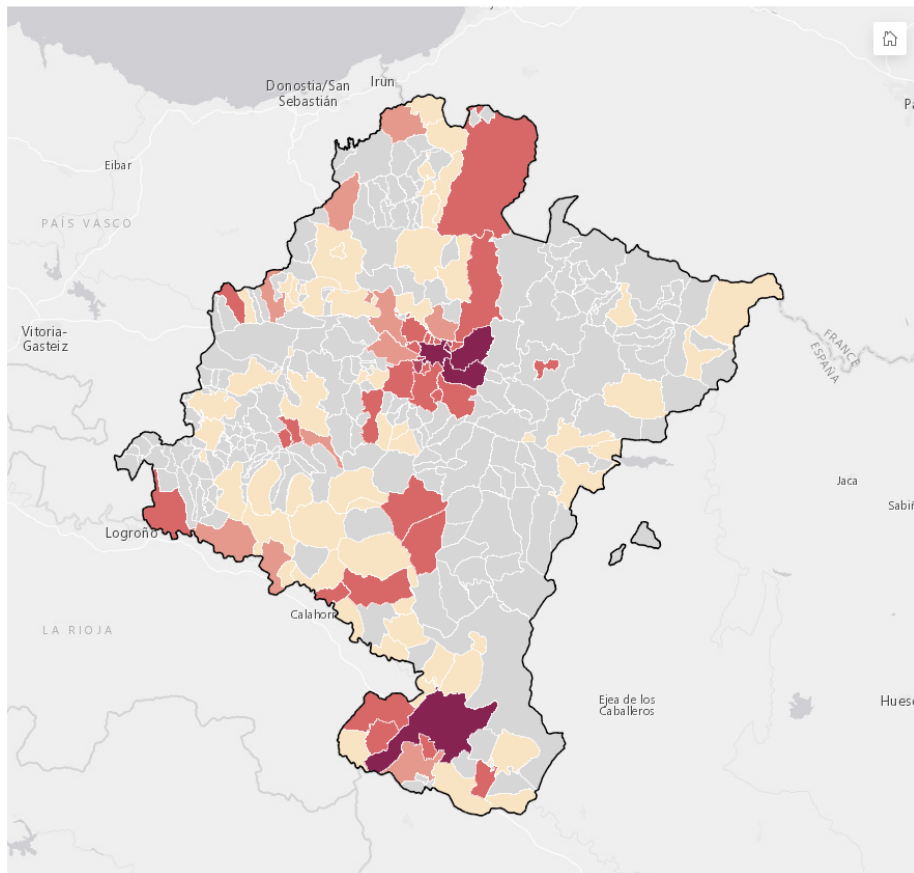 Donostia/San
Sebastián
Irun
Eibar
PAÍS VASCO
Vitoria-
Gasteiz
FRANCE
ESPAÑA
Jaca
Logroño
LA RIOJA
Ejea de los
Caballeros